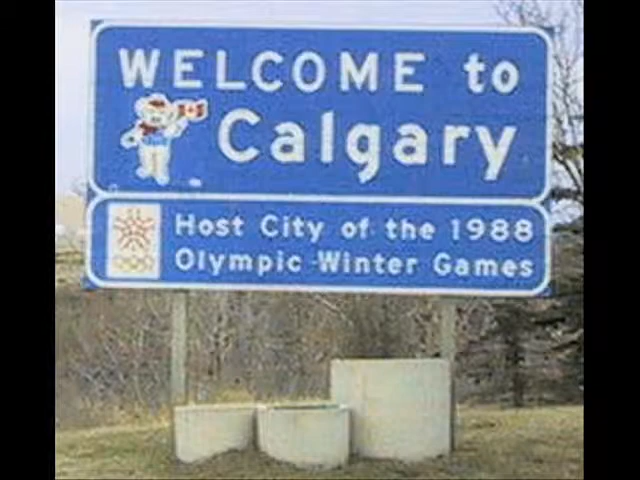 WELCOME to
Calgary
Host City of the 1988
Olympic Winter Games